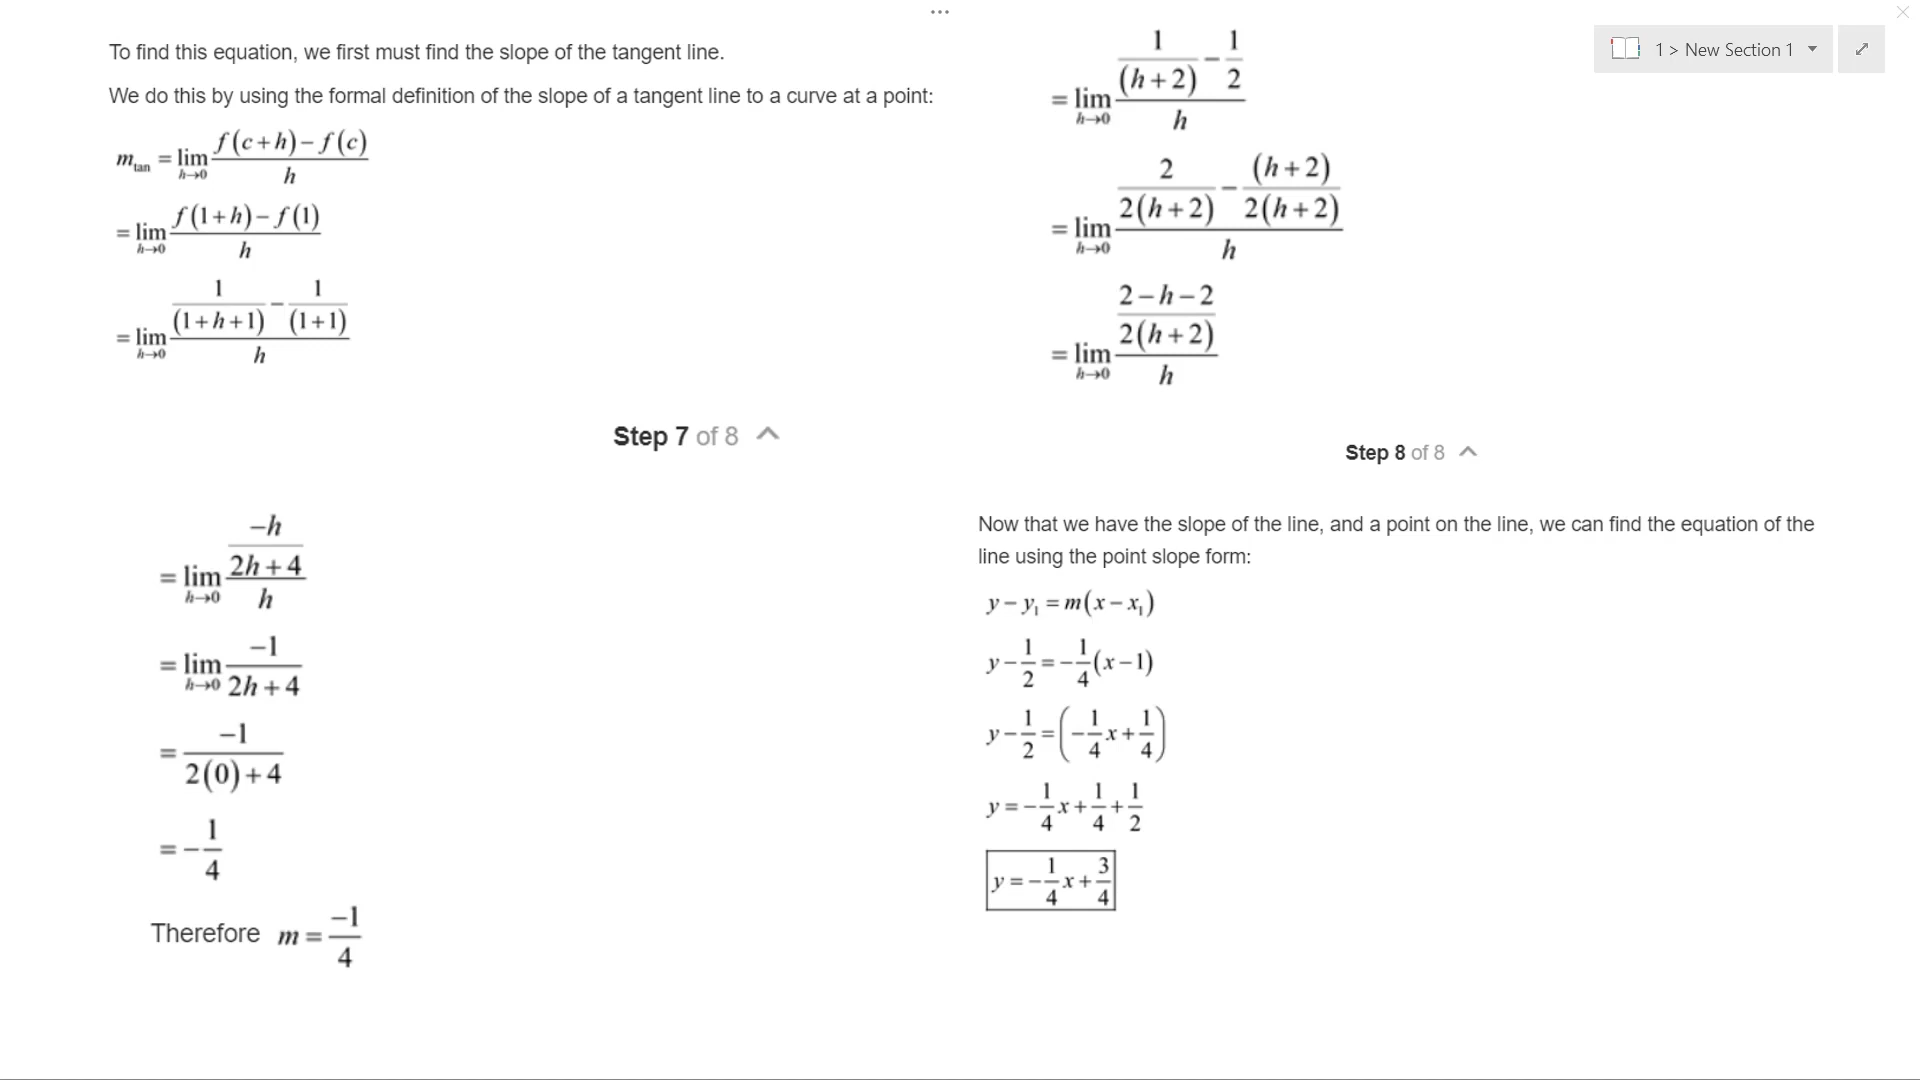 ...
1 > New Section 1
To find this equation, we first must find the slope of the tangent line.
We do this by using the formal definition of the slope of a tangent line to a curve at a point:
m_tan = lim_{h→0} (f(c+h) − f(c)) / h
= lim_{h→0} (f(1+h) − f(1)) / h
= lim_{h→0} (1/(1+h+1) − 1/(1+1)) / h
= lim_{h→0} (1/(h+2) − 1/2) / h
= lim_{h→0} (2/(2(h+2)) − (h+2)/(2(h+2))) / h
= lim_{h→0} ((2−h−2)/(2(h+2))) / h
Step 7 of 8
= lim_{h→0} (−h/(2h+4)) / h
= lim_{h→0} −1/(2h+4)
= −1/(2(0)+4)
= −1/4
Therefore m = −1/4
Step 8 of 8
Now that we have the slope of the line, and a point on the line, we can find the equation of the
line using the point slope form:
y − y₁ = m(x − x₁)
y − 1/2 = −1/4(x − 1)
y − 1/2 = (−1/4 x + 1/4)
y = −1/4 x + 1/4 + 1/2
y = −1/4 x + 3/4